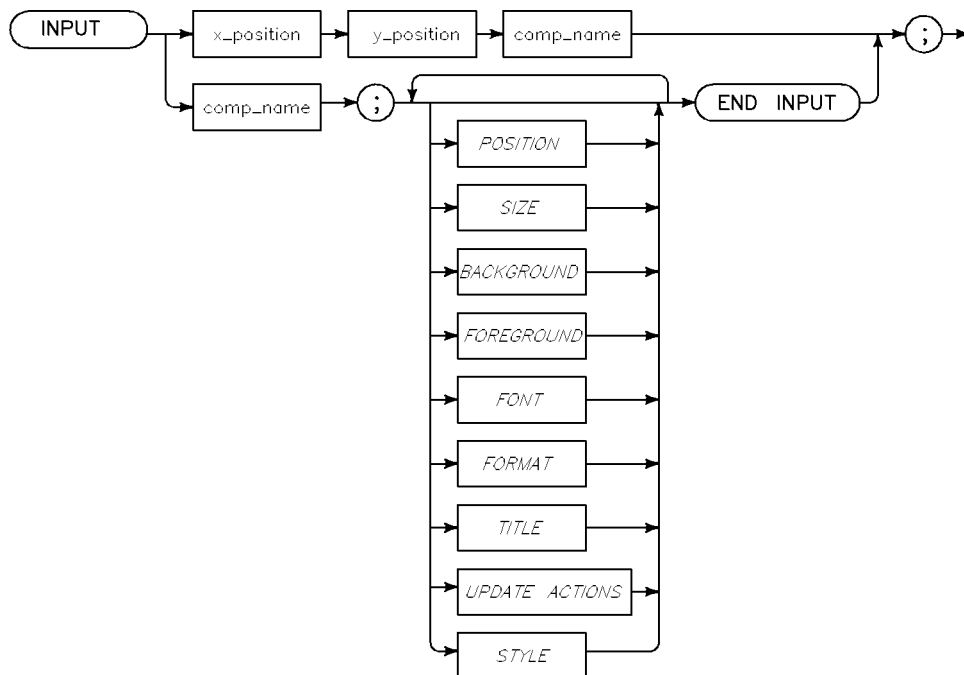 INPUT x_position y_position comp_name ;
comp_name ; END INPUT
POSITION
SIZE
BACKGROUND
FOREGROUND
FONT
FORMAT
TITLE
UPDATE ACTIONS
STYLE